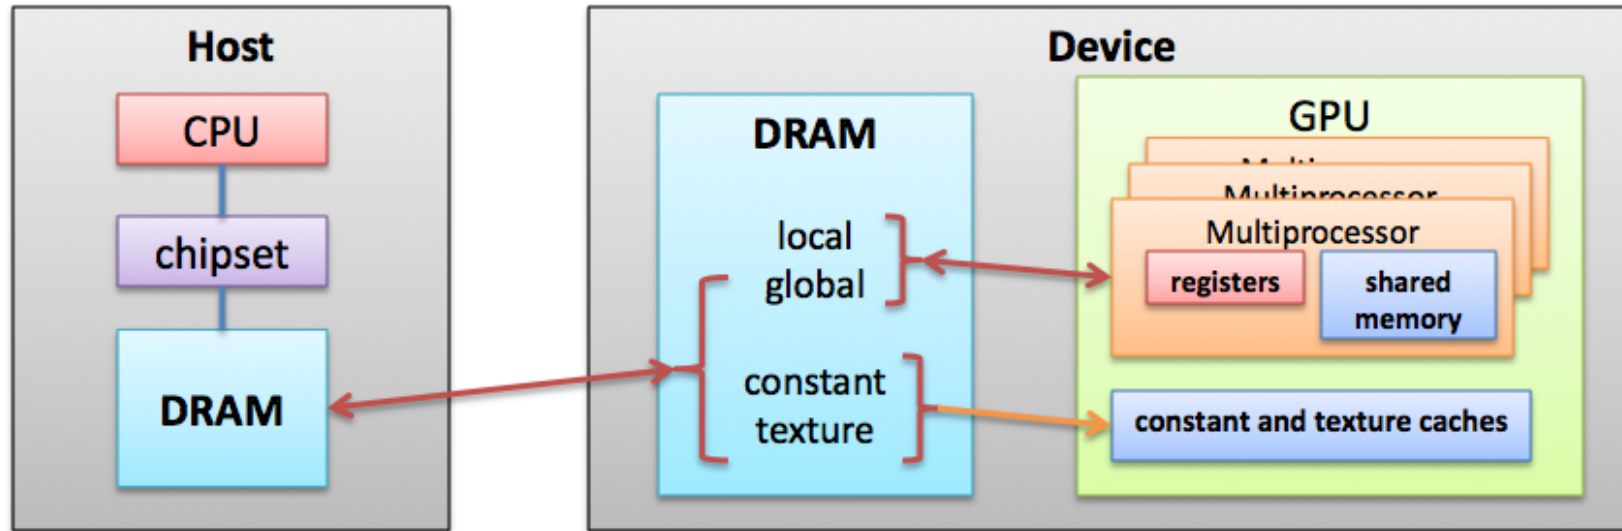 Host
CPU
chipset
DRAM
Device
DRAM
local
global
constant
texture
GPU
Multiprocessor
Multiprocessor
registers
shared
memory
constant and texture caches